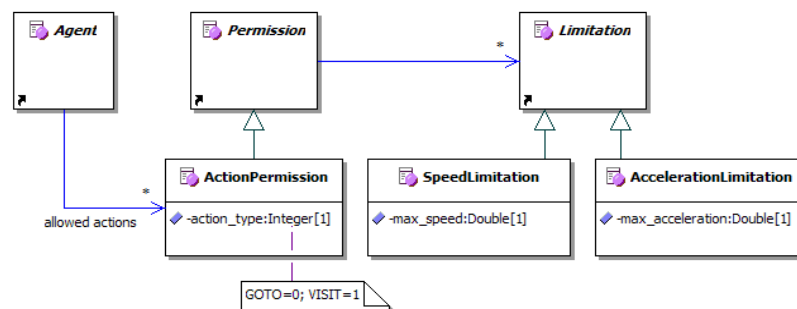 Agent
Permission
*
Limitation
ActionPermission
-action_type:Integer[1]
*
allowed actions
SpeedLimitation
-max_speed:Double[1]
AccelerationLimitation
-max_acceleration:Double[1]
GOTO=0; VISIT=1